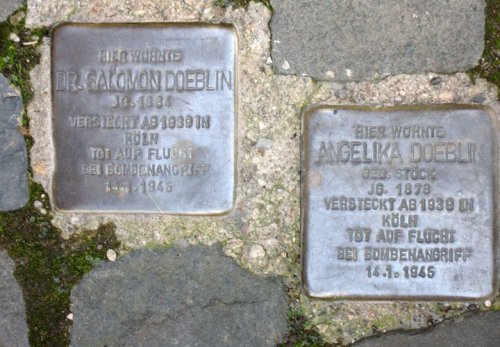 HIER WOHNTE
DR. SALOMON DOEBLIN
JG.
VERSTECKT AB 1939 IN
KÖLN
TOT AUF FLUCHT
BEI BOMBENANGRIFF
14.1.1945
HIER WOHNTE
ANGELIKA DOEBLIN
GEB. STOCK
JG. 1878
VERSTECKT AB 1939 IN
KÖLN
TOT AUF FLUCHT
BEI BOMBENANGRIFF
14.1.1945